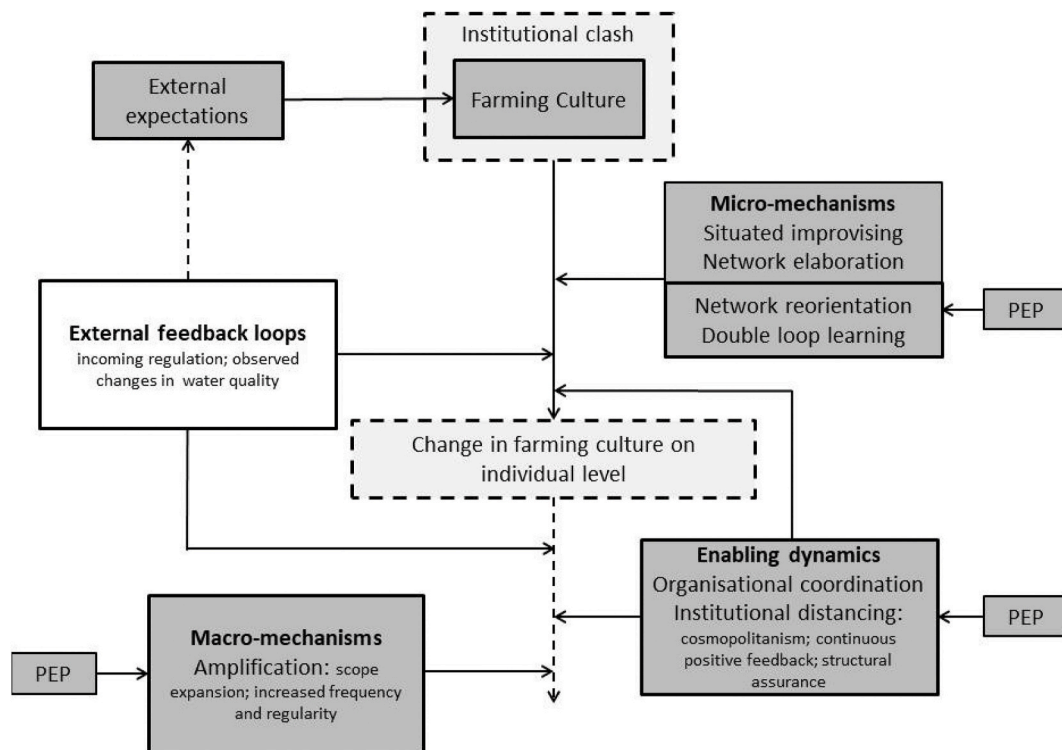 Institutional clash
External
expectations
Farming Culture
Micro-mechanisms
Situated improvising
Network elaboration
Network reorientation
Double loop learning
PEP
External feedback loops
incoming regulation; observed
changes in water quality
Change in farming culture on
individual level
Enabling dynamics
Organisational coordination
Institutional distancing:
cosmopolitanism; continuous
positive feedback; structural
assurance
PEP
Macro-mechanisms
Amplification: scope
expansion; increased frequency
and regularity
PEP